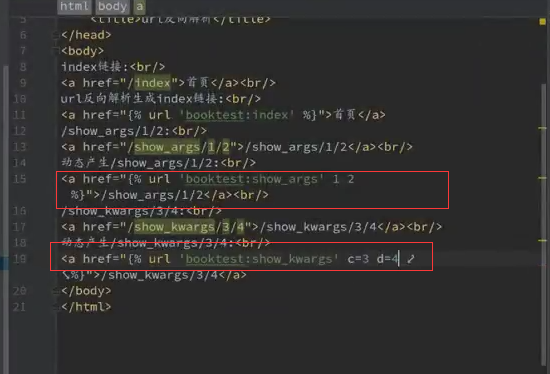 html body a
5 <title>url反向解析</title>
6 </head>
7 <body>
8 index链接:<br/>
9 <a href="/index">首页</a><br/>
10 url反向解析生成index链接:<br/>
11 <a href="{% url 'booktest:index' %}">首页</a>
12 /show_args/1/2:<br/>
13 <a href="/show_args/1/2">/show_args/1/2</a><br/>
14 动态产生/show_args/1/2:<br/>
15 <a href="{% url 'booktest:show_args' 1 2
%}">/show_args/1/2</a><br/>
16 /show_kwargs/3/4:<br/>
17 <a href="/show_kwargs/3/4">/show_kwargs/3/4</a><br/>
18 动态产生/show_kwargs/3/4:<br/>
19 <a href="{% url 'booktest:show_kwargs' c=3 d=4
%}">/show_kwargs/3/4</a>
20 </body>
21 </html>